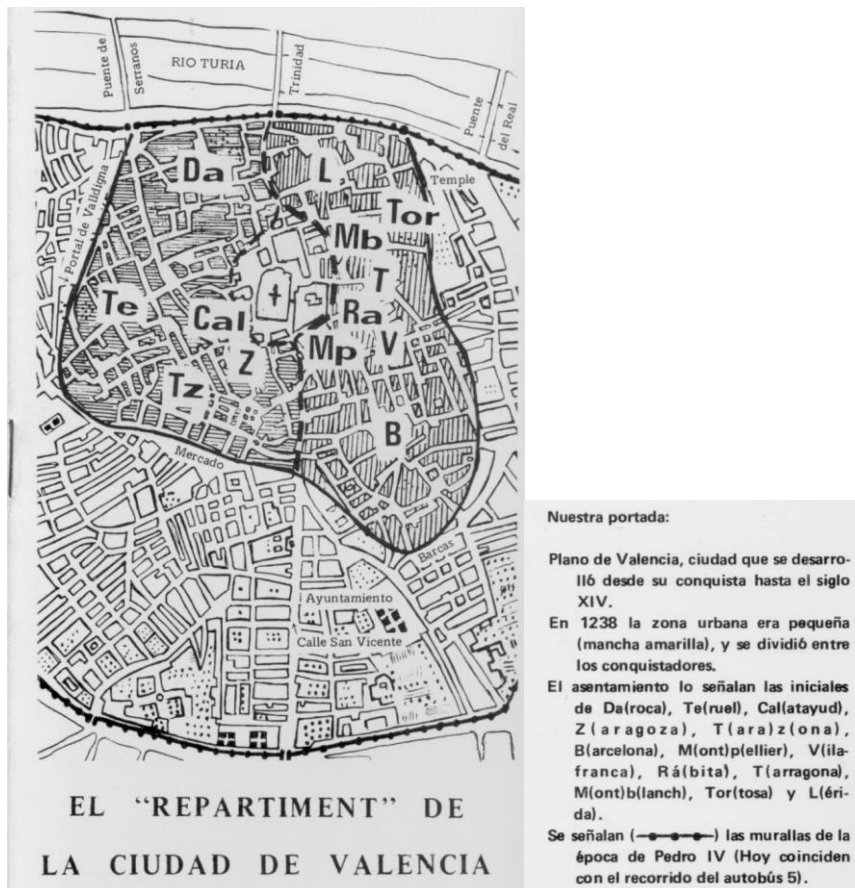 Puente de
Serranos
RIO TURIA
Trinidad
Puente
del Real
Portal de Valldigna
Temple
Da
L
Tor
Mb
T
Te
Cal
Ra
Z
Mp
V
Tz
B
Mercado
Barcas
Ayuntamiento
Calle San Vicente
EL "REPARTIMENT" DE
LA CIUDAD DE VALENCIA
Nuestra portada:
Plano de Valencia, ciudad que se desarro-
lló desde su conquista hasta el siglo
XIV.
En 1238 la zona urbana era pequeña
(mancha amarilla), y se dividió entre
los conquistadores.
El asentamiento lo señalan las iniciales
de Da(roca), Te(ruel), Cal(atayud),
Z(aragoza), T(ara)z(ona),
B(arcelona), M(ont)p(ellier), V(ila-
franca), Rá(bita), T(arragona),
M(ont)b(lanch), Tor(tosa) y L(éri-
da).
Se señalan () las murallas de la
época de Pedro IV (Hoy coinciden
con el recorrido del autobús 5).